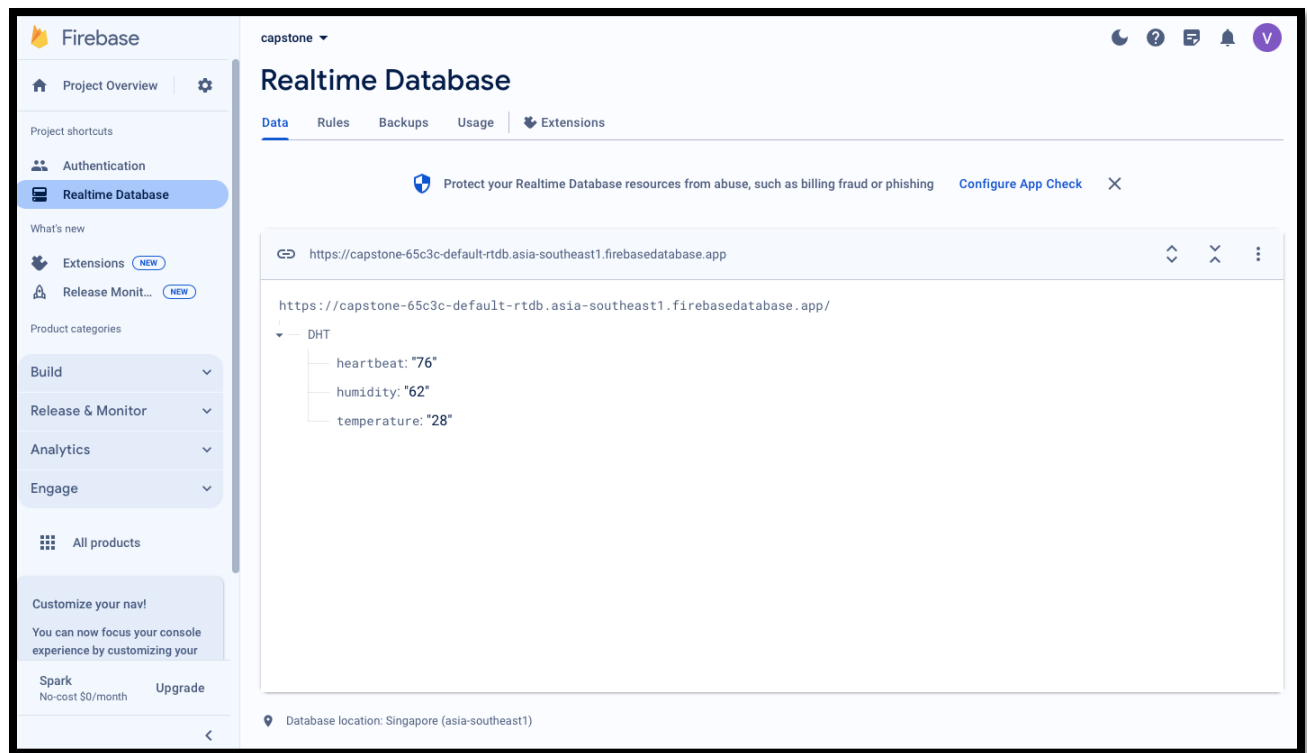 Firebase
Project Overview
Project shortcuts
Authentication
Realtime Database
What's new
Extensions NEW
Release Monit... NEW
Product categories
Build
Release & Monitor
Analytics
Engage
All products
Customize your nav!
You can now focus your console
experience by customizing your
Spark
No-cost $0/month
Upgrade
capstone
V
Realtime Database
Data Rules Backups Usage Extensions
Protect your Realtime Database resources from abuse, such as billing fraud or phishing Configure App Check
https://capstone-65c3c-default-rtdb.asia-southeast1.firebasedatabase.app
https://capstone-65c3c-default-rtdb.asia-southeast1.firebasedatabase.app/
DHT
heartbeat: "76"
humidity: "62"
temperature: "28"
Database location: Singapore (asia-southeast1)